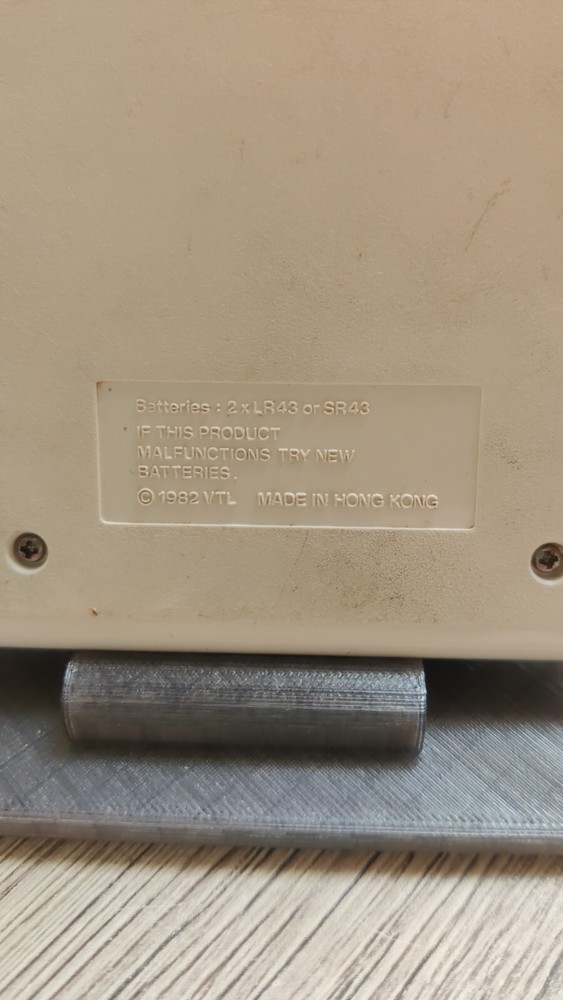 Batteries : 2 x LR43 or SR43
IF THIS PRODUCT
MALFUNCTIONS TRY NEW
BATTERIES.
© 1982 VTL MADE IN HONG KONG